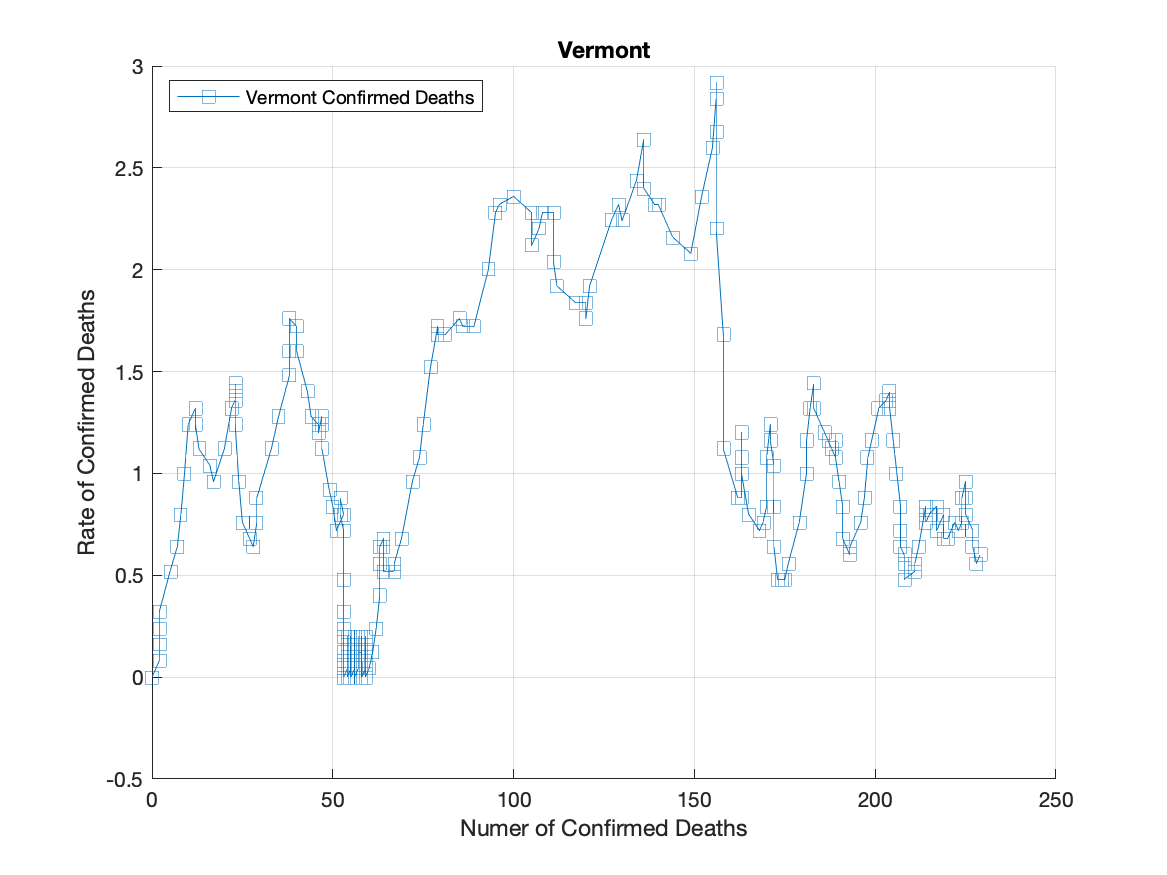 Vermont
3
Vermont Confirmed Deaths
2.5
2
1.5
1
0.5
0
-0.5
Rate of Confirmed Deaths
0 50 100 150 200 250
Numer of Confirmed Deaths